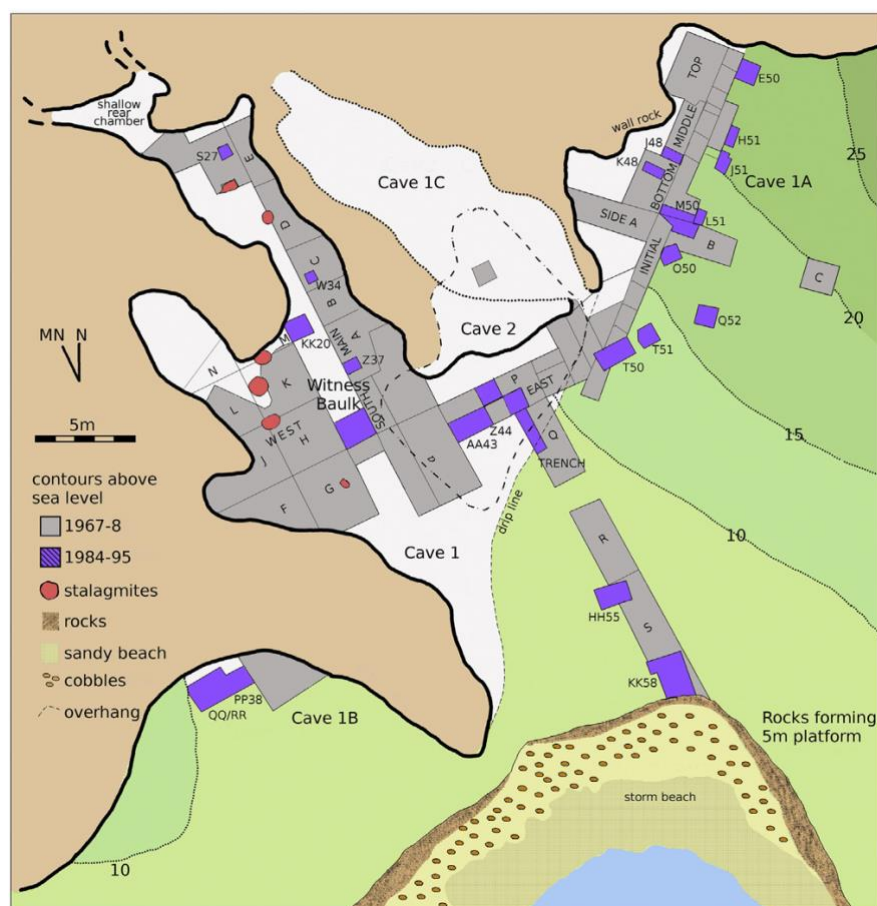 TOP
E50
shallow
rear
chamber
wall rock
MIDDLE
H51
J48
S27
E
K48
J51
25
Cave 1C
Cave 1A
BOTTOM
M50
L51
SIDE A
D
B
INITIAL
O50
C
C
W34
20
B
MN N
Cave 2
Q52
M
KK20
A
MAIN
T51
T50
N
Z37
K
P
EAST
Witness
Baulk
5m
L
SOUTH
WEST
H
Z44
AA43
Q
15
J
TRENCH
contours above
sea level
G
F
drip line
1967-8
10
R
1984-95
Cave 1
stalagmites
HH55
rocks
S
sandy beach
KK58
cobbles
PP38
QQ/RR
overhang
Cave 1B
Rocks forming
5m platform
storm beach
10